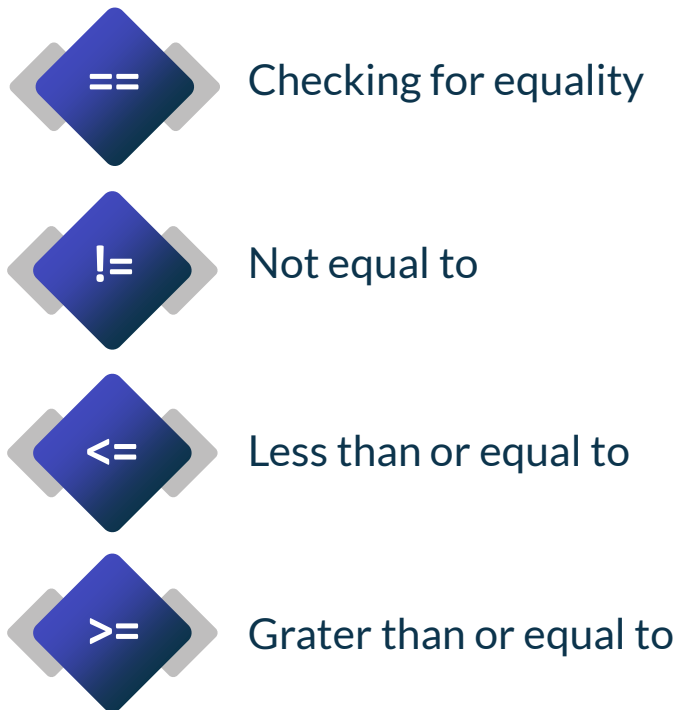 == Checking for equality
!= Not equal to
<= Less than or equal to
>= Grater than or equal to